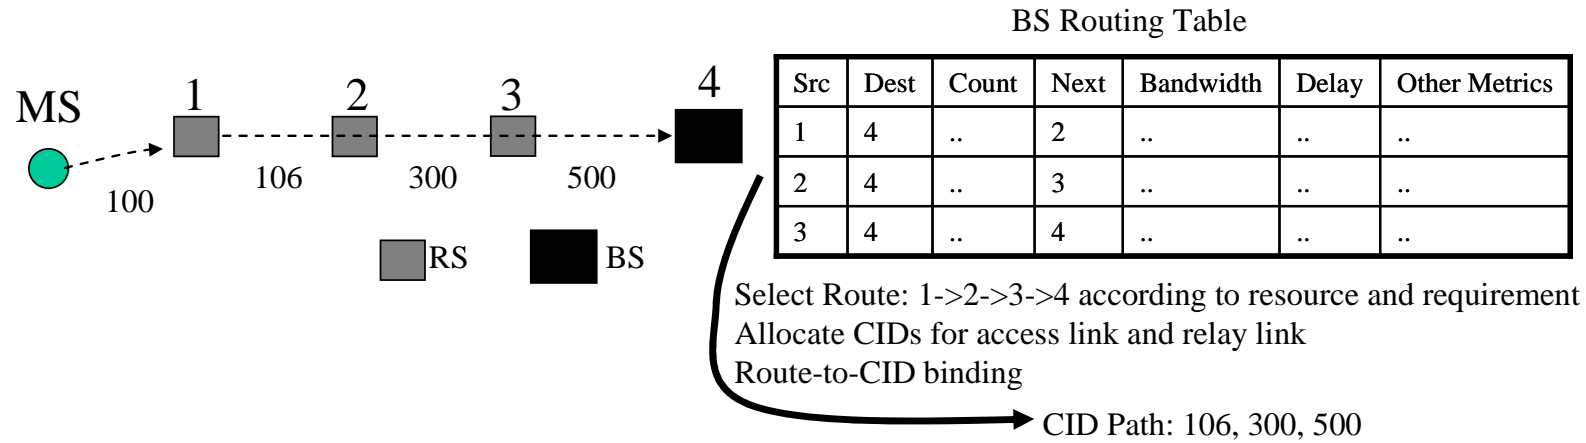 BS Routing Table
MS
1
2
3
4
100
106
300
500
RS
BS
Src Dest Count Next Bandwidth Delay Other Metrics
1 4 .. 2 .. .. ..
2 4 .. 3 .. .. ..
3 4 .. 4 .. .. ..
Select Route: 1->2->3->4 according to resource and requirement
Allocate CIDs for access link and relay link
Route-to-CID binding
CID Path: 106, 300, 500